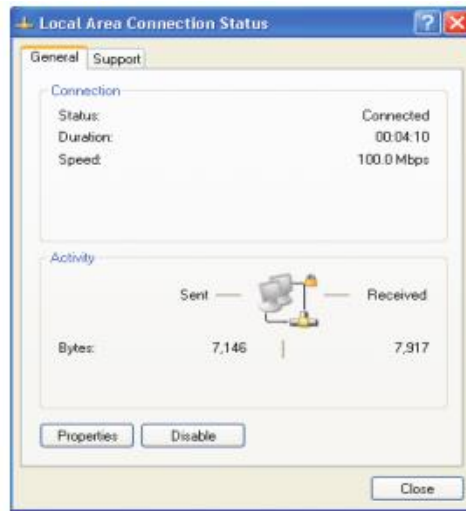 Local Area Connection Status
General Support
Connection
Status: Connected
Duration: 00:04:10
Speed: 100.0 Mbps
Activity
Sent Received
Bytes: 7,146 7,917
Properties Disable
Close